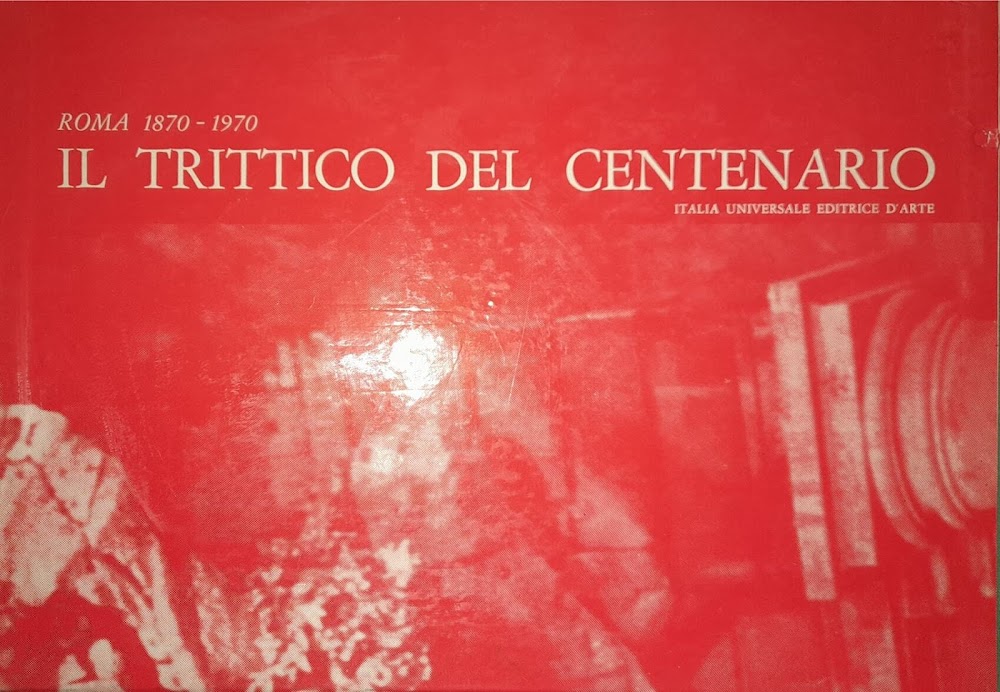 ROMA 1870 - 1970
IL TRITTICO DEL CENTENARIO
ITALIA UNIVERSALE EDITRICE D'ARTE